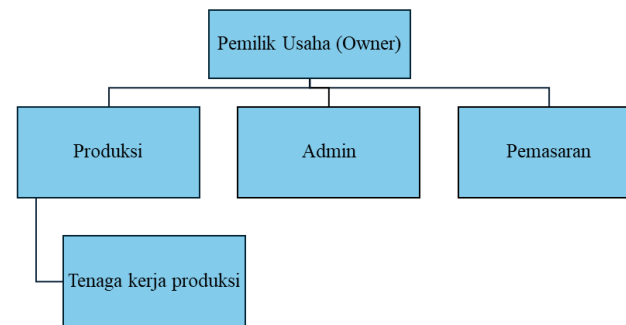 Pemilik Usaha (Owner)
Produksi
Admin
Pemasaran
Tenaga kerja produksi